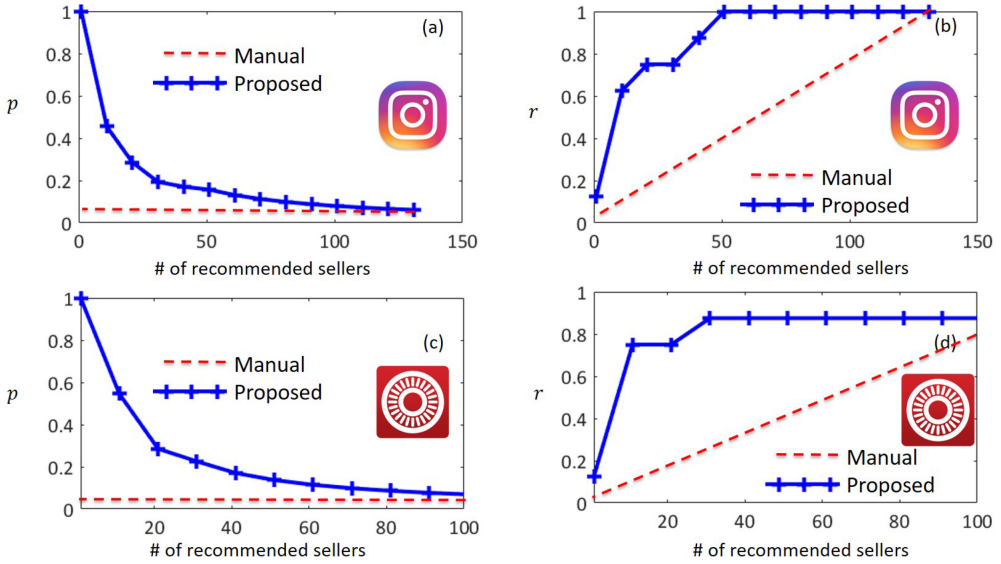 (a)
1
0.8
0.6
0.4
0.2
0
p
Manual
Proposed
0 50 100 150
# of recommended sellers
(b)
1
0.8
0.6
0.4
0.2
0
r
Manual
Proposed
0 50 100 150
# of recommended sellers
(c)
1
0.8
0.6
0.4
0.2
0
p
Manual
Proposed
20 40 60 80 100
# of recommended sellers
(d)
1
0.8
0.6
0.4
0.2
0
r
Manual
Proposed
20 40 60 80 100
# of recommended sellers